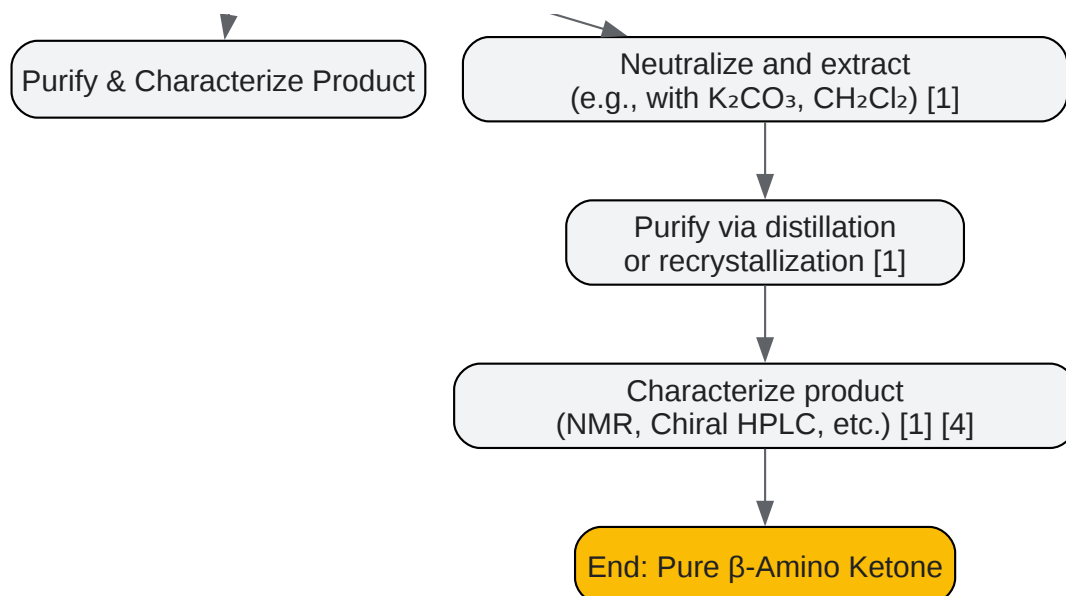 Purify & Characterize Product
Neutralize and extract
(e.g., with K₂CO₃, CH₂Cl₂) [1]
Purify via distillation
or recrystallization [1]
Characterize product
(NMR, Chiral HPLC, etc.) [1] [4]
End: Pure β-Amino Ketone